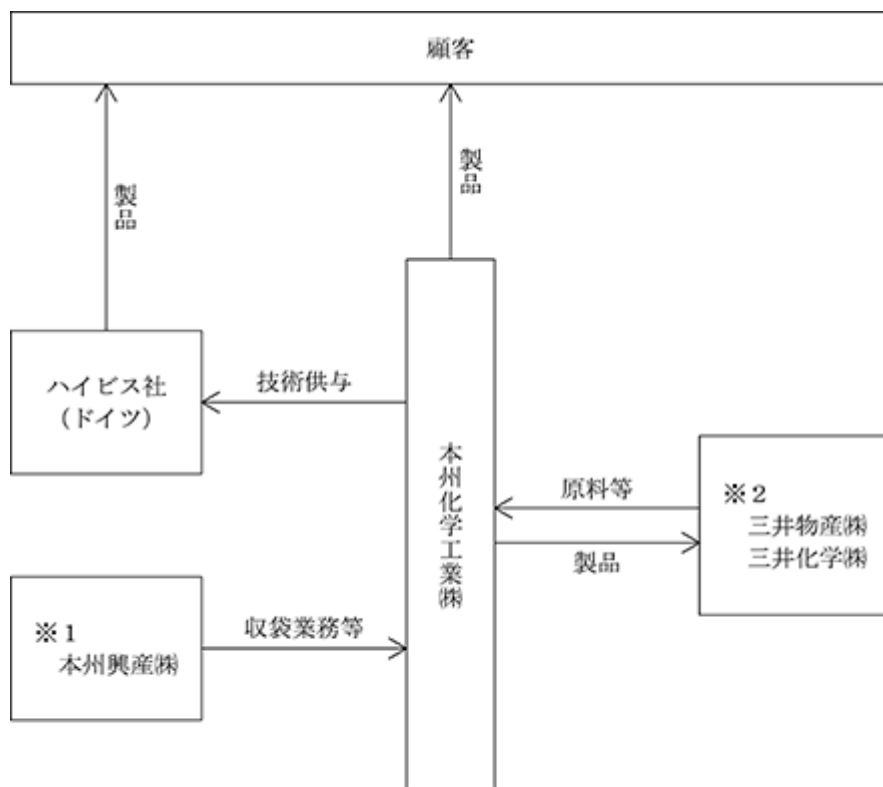 顧客
製品
製品
ハイビス社
(ドイツ)
技術供与
本州化学工業㈱
原料等
製品
※2
三井物産㈱
三井化学㈱
※1
本州興産㈱
収袋業務等